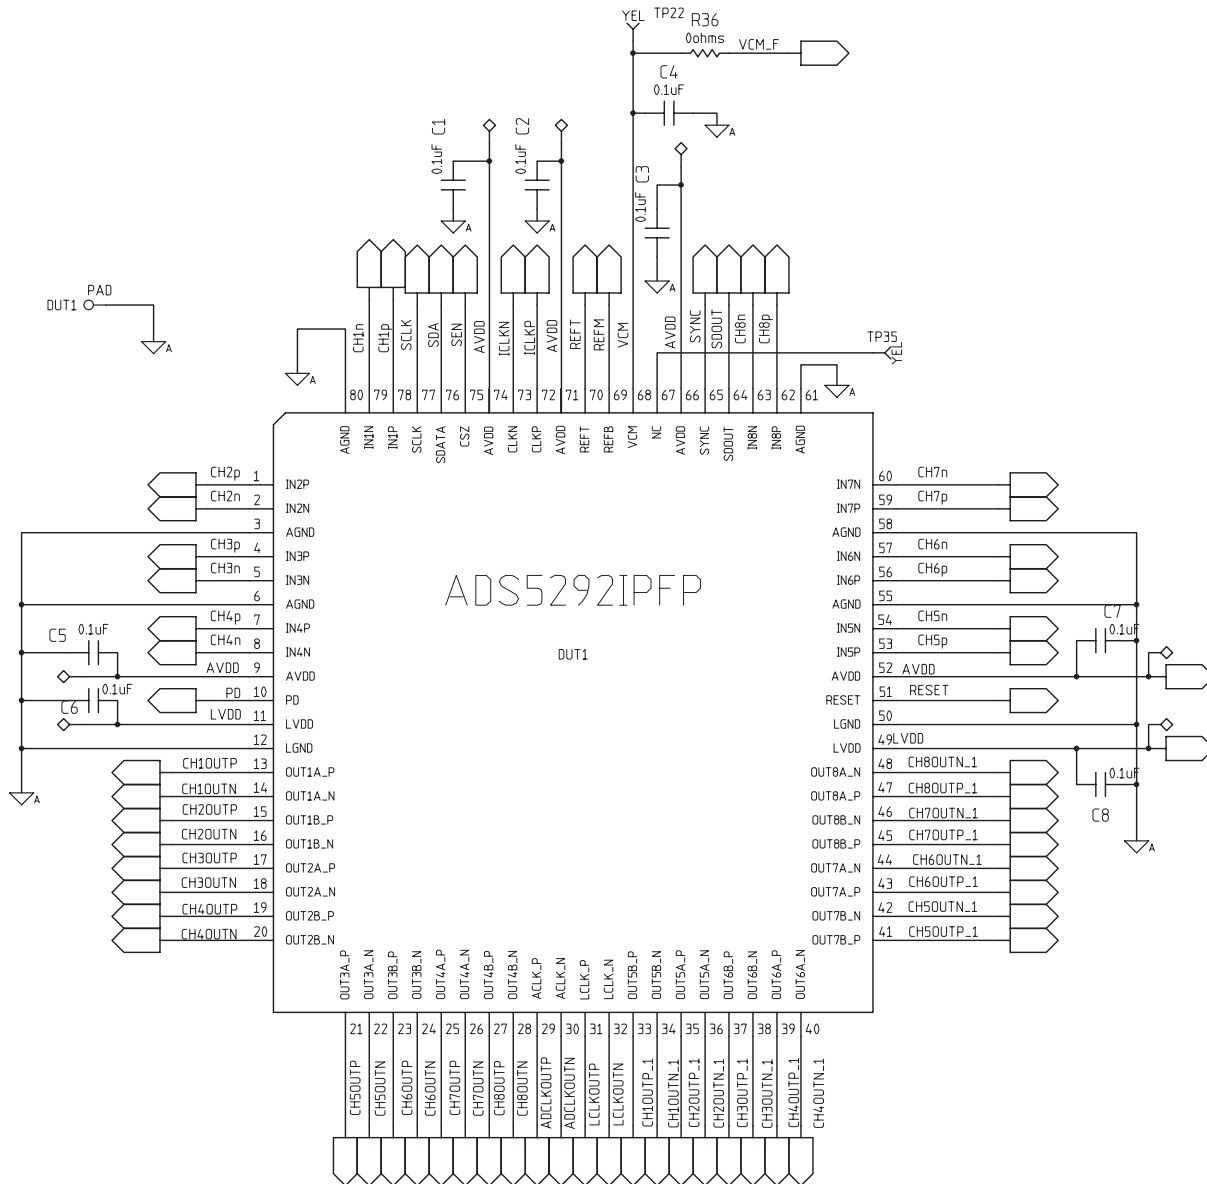 YEL TP22
R36
0ohms
VCM_F
C4
0.1uF
A
C1
0.1uF
A
C2
0.1uF
A
C3
0.1uF
A
PAD
DUT1
A
A
CH1n
CH1p
SCLK
SDA
SEN
AVDD
ICLKN
ICLKP
AVDD
REFT
REFM
VCM
AVDD
SYNC
SDOUT
CH8n
CH8p
TP35
YEL
A
80 79 78 77 76 75 74 73 72 71 70 69 68 67 66 65 64 63 62 61
AGND
IN1N
IN1P
SCLK
SDATA
CSZ
AVDD
CLKN
CLKP
AVDD
REFT
REFB
VCM
NC
AVDD
SYNC
SDOUT
IN8N
IN8P
AGND
CH2p 1 IN2P
CH2n 2 IN2N
3 AGND
CH3p 4 IN3P
CH3n 5 IN3N
6 AGND
CH4p 7 IN4P
CH4n 8 IN4N
C5 0.1uF
AVDD 9 AVDD
C6 0.1uF
PD 10 PD
LVDD 11 LVDD
12 LGND
A
CH1OUTP 13 OUT1A_P
CH1OUTN 14 OUT1A_N
CH2OUTP 15 OUT1B_P
CH2OUTN 16 OUT1B_N
CH3OUTP 17 OUT2A_P
CH3OUTN 18 OUT2A_N
CH4OUTP 19 OUT2B_P
CH4OUTN 20 OUT2B_N
ADS5292IPFP
DUT1
IN7N 60 CH7n
IN7P 59 CH7p
AGND 58
IN6N 57 CH6n
IN6P 56 CH6p
AGND 55
IN5N 54 CH5n
IN5P 53 CH5p
C7
0.1uF
AVDD 52 AVDD
RESET 51 RESET
LGND 50
LVDD 49 LVDD
OUT8A_N 48 CH8OUTN_1
OUT8A_P 47 CH8OUTP_1
OUT8B_N 46 CH7OUTN_1
OUT8B_P 45 CH7OUTP_1
OUT7A_N 44 CH6OUTN_1
OUT7A_P 43 CH6OUTP_1
OUT7B_N 42 CH5OUTN_1
OUT7B_P 41 CH5OUTP_1
0.1uF
C8
A
OUT3A_P
OUT3A_N
OUT3B_P
OUT3B_N
OUT4A_P
OUT4A_N
OUT4B_P
OUT4B_N
ACLK_P
ACLK_N
LCLK_P
LCLK_N
OUT5B_P
OUT5B_N
OUT5A_P
OUT5A_N
OUT6B_P
OUT6B_N
OUT6A_P
OUT6A_N
21 22 23 24 25 26 27 28 29 30 31 32 33 34 35 36 37 38 39 40
CH5OUTP
CH5OUTN
CH6OUTP
CH6OUTN
CH7OUTP
CH7OUTN
CH8OUTP
CH8OUTN
ADCLKOUTP
ADCLKOUTN
LCLKOUTP
LCLKOUTN
CH1OUTP_1
CH1OUTN_1
CH2OUTP_1
CH2OUTN_1
CH3OUTP_1
CH3OUTN_1
CH4OUTP_1
CH4OUTN_1